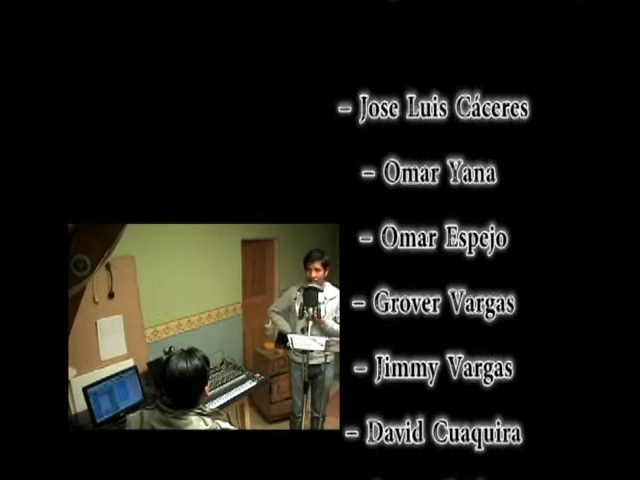 - Jose Luis Cáceres
- Omar Yana
- Omar Espejo
- Grover Vargas
- Jimmy Vargas
- David Cuaquira